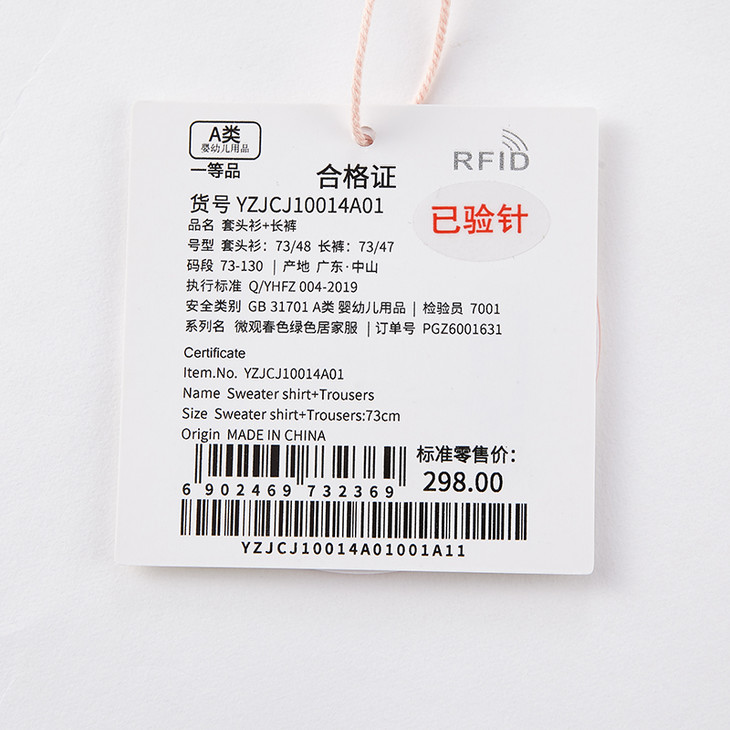 A类
婴幼儿用品
一等品
合格证
RFID
货号 YZJCJ10014A01
已验针
品名 套头衫+长裤
号型 套头衫：73/48 长裤：73/47
码段 73-130 | 产地 广东·中山
执行标准 Q/YHFZ 004-2019
安全类别 GB 31701 A类 婴幼儿用品 | 检验员 7001
系列名 微观春色绿色居家服 | 订单号 PGZ6001631
Certificate
Item.No. YZJCJ10014A01
Name Sweater shirt+Trousers
Size Sweater shirt+Trousers:73cm
Origin MADE IN CHINA
标准零售价：
298.00
6 902469 732369
YZJCJ10014A01001A11